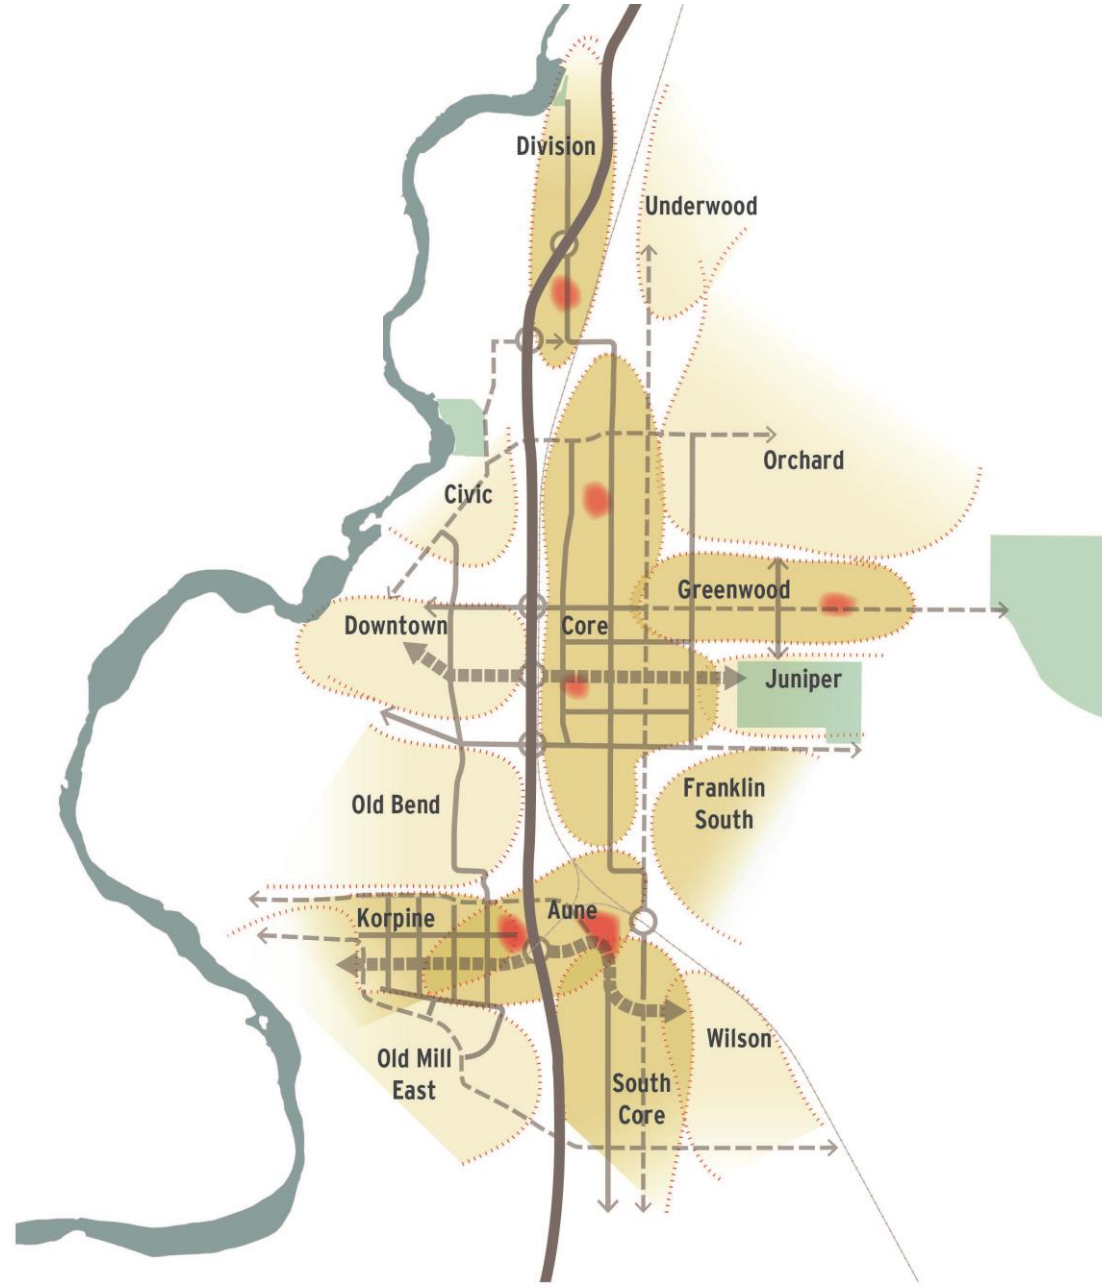 Division
Underwood
Orchard
Civic
Greenwood
Downtown
Core
Juniper
Old Bend
Franklin
South
Korpine
Aune
Wilson
Old Mill
East
South
Core